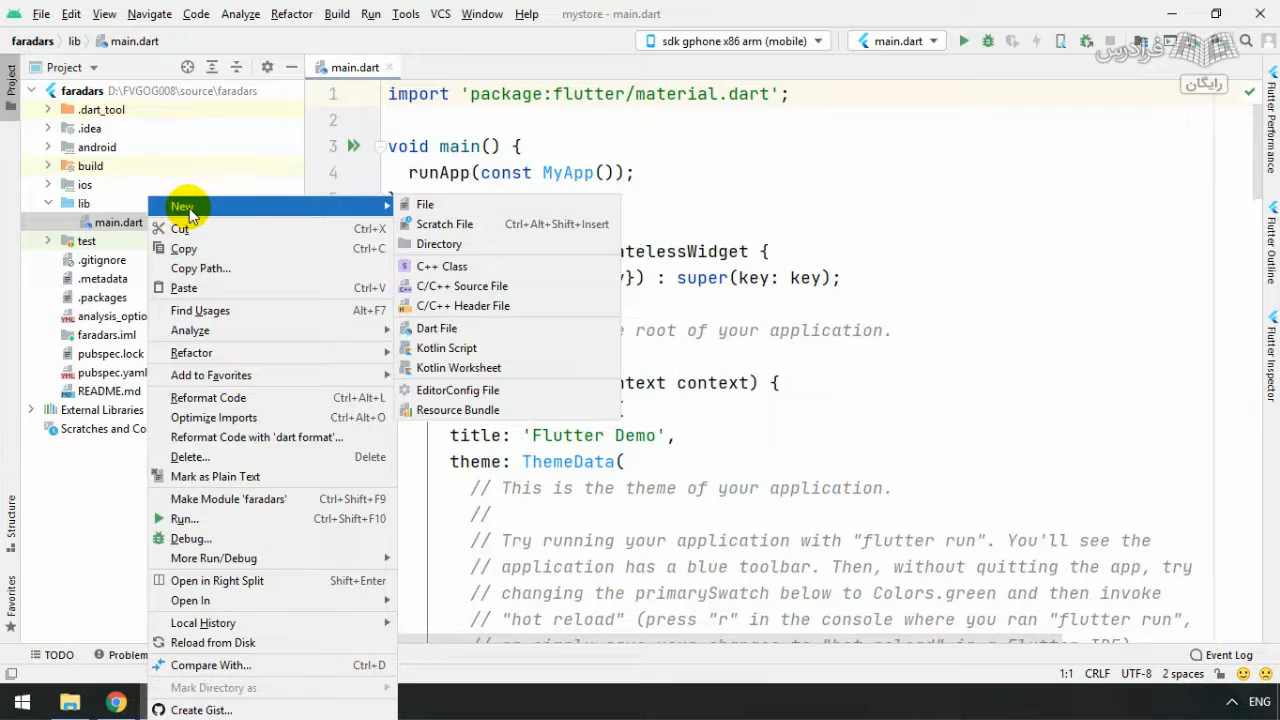 File Edit View Navigate Code Analyze Refactor Build Run Tools VCS Window Help mystore - main.dart
faradars lib main.dart sdk gphone x86 arm (mobile) main.dart
فرادرس
رایگان
Project main.dart
Project
faradars D:\FVGOG008\source\faradars
.dart_tool
.idea
android
build
ios
lib
main.dart
test
.gitignore
.metadata
.packages
analysis_optio
faradars.iml
pubspec.lock
pubspec.yaml
README.md
External Libraries
Scratches and Co
Structure
Favorites
New
Cut Ctrl+X
Copy
Copy Path...
Paste Ctrl+V
Find Usages Alt+F7
Analyze
Refactor
Add to Favorites
Reformat Code Ctrl+Alt+L
Optimize Imports Ctrl+Alt+O
Reformat Code with 'dart format'...
Delete... Delete
Mark as Plain Text
Make Module 'faradars' Ctrl+Shift+F9
Run... Ctrl+Shift+F10
Debug...
More Run/Debug
Open in Right Split Shift+Enter
Open In
Local History
Reload from Disk
Compare With... Ctrl+D
Mark Directory as
Create Gist...
File
Scratch File Ctrl+Alt+Shift+Insert
Directory
C++ Class
C/C++ Source File
C/C++ Header File
Dart File
Kotlin Script
Kotlin Worksheet
EditorConfig File
Resource Bundle
1 import 'package:flutter/material.dart';
2
3 void main() {
4 runApp(const MyApp());
atelessWidget {
y}) : super(key: key);
e root of your application.
ntext context) {
(
title: 'Flutter Demo',
theme: ThemeData(
// This is the theme of your application.
//
// Try running your application with "flutter run". You'll see the
// application has a blue toolbar. Then, without quitting the app, try
// changing the primarySwatch below to Colors.green and then invoke
// "hot reload" (press "r" in the console where you ran "flutter run",
Flutter Performance
Flutter Outline
Flutter Inspector
TODO Problem Event Log
1:1 CRLF UTF-8 2 spaces
ENG